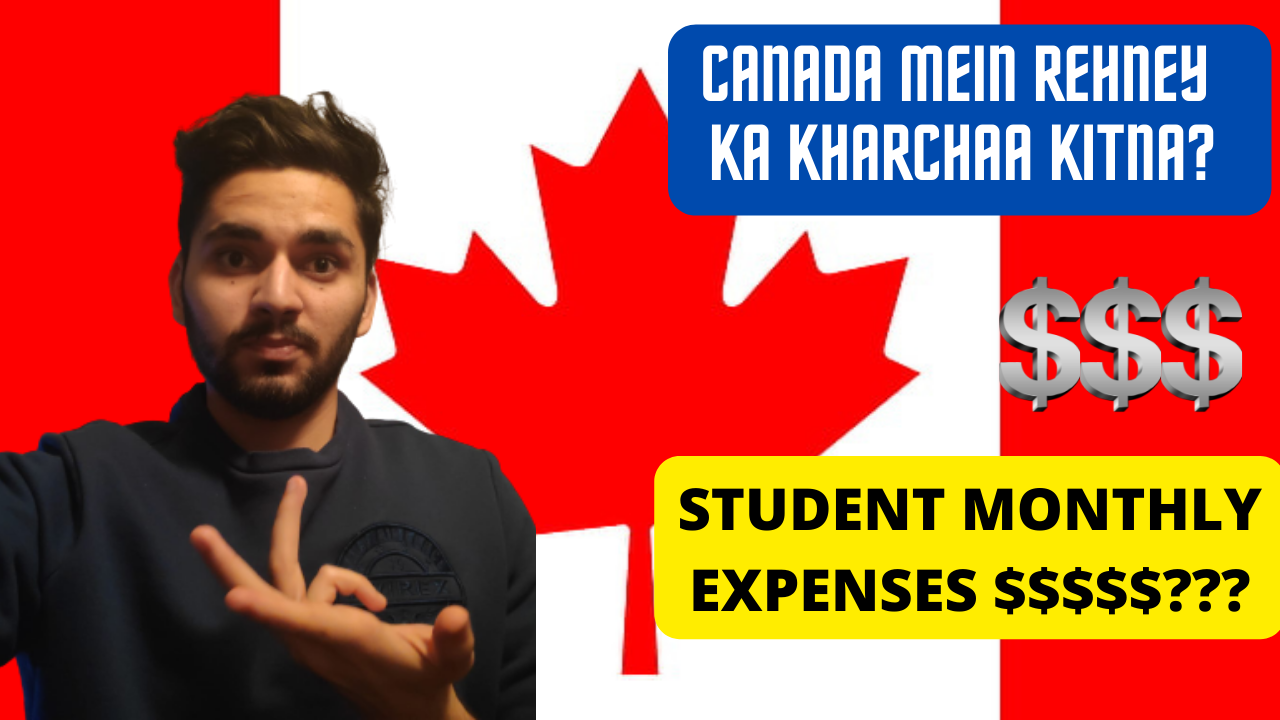 CANADA MEIN REHNEY
KA KHARCHAA KITNA?
$$$
STUDENT MONTHLY
EXPENSES $$$$$???